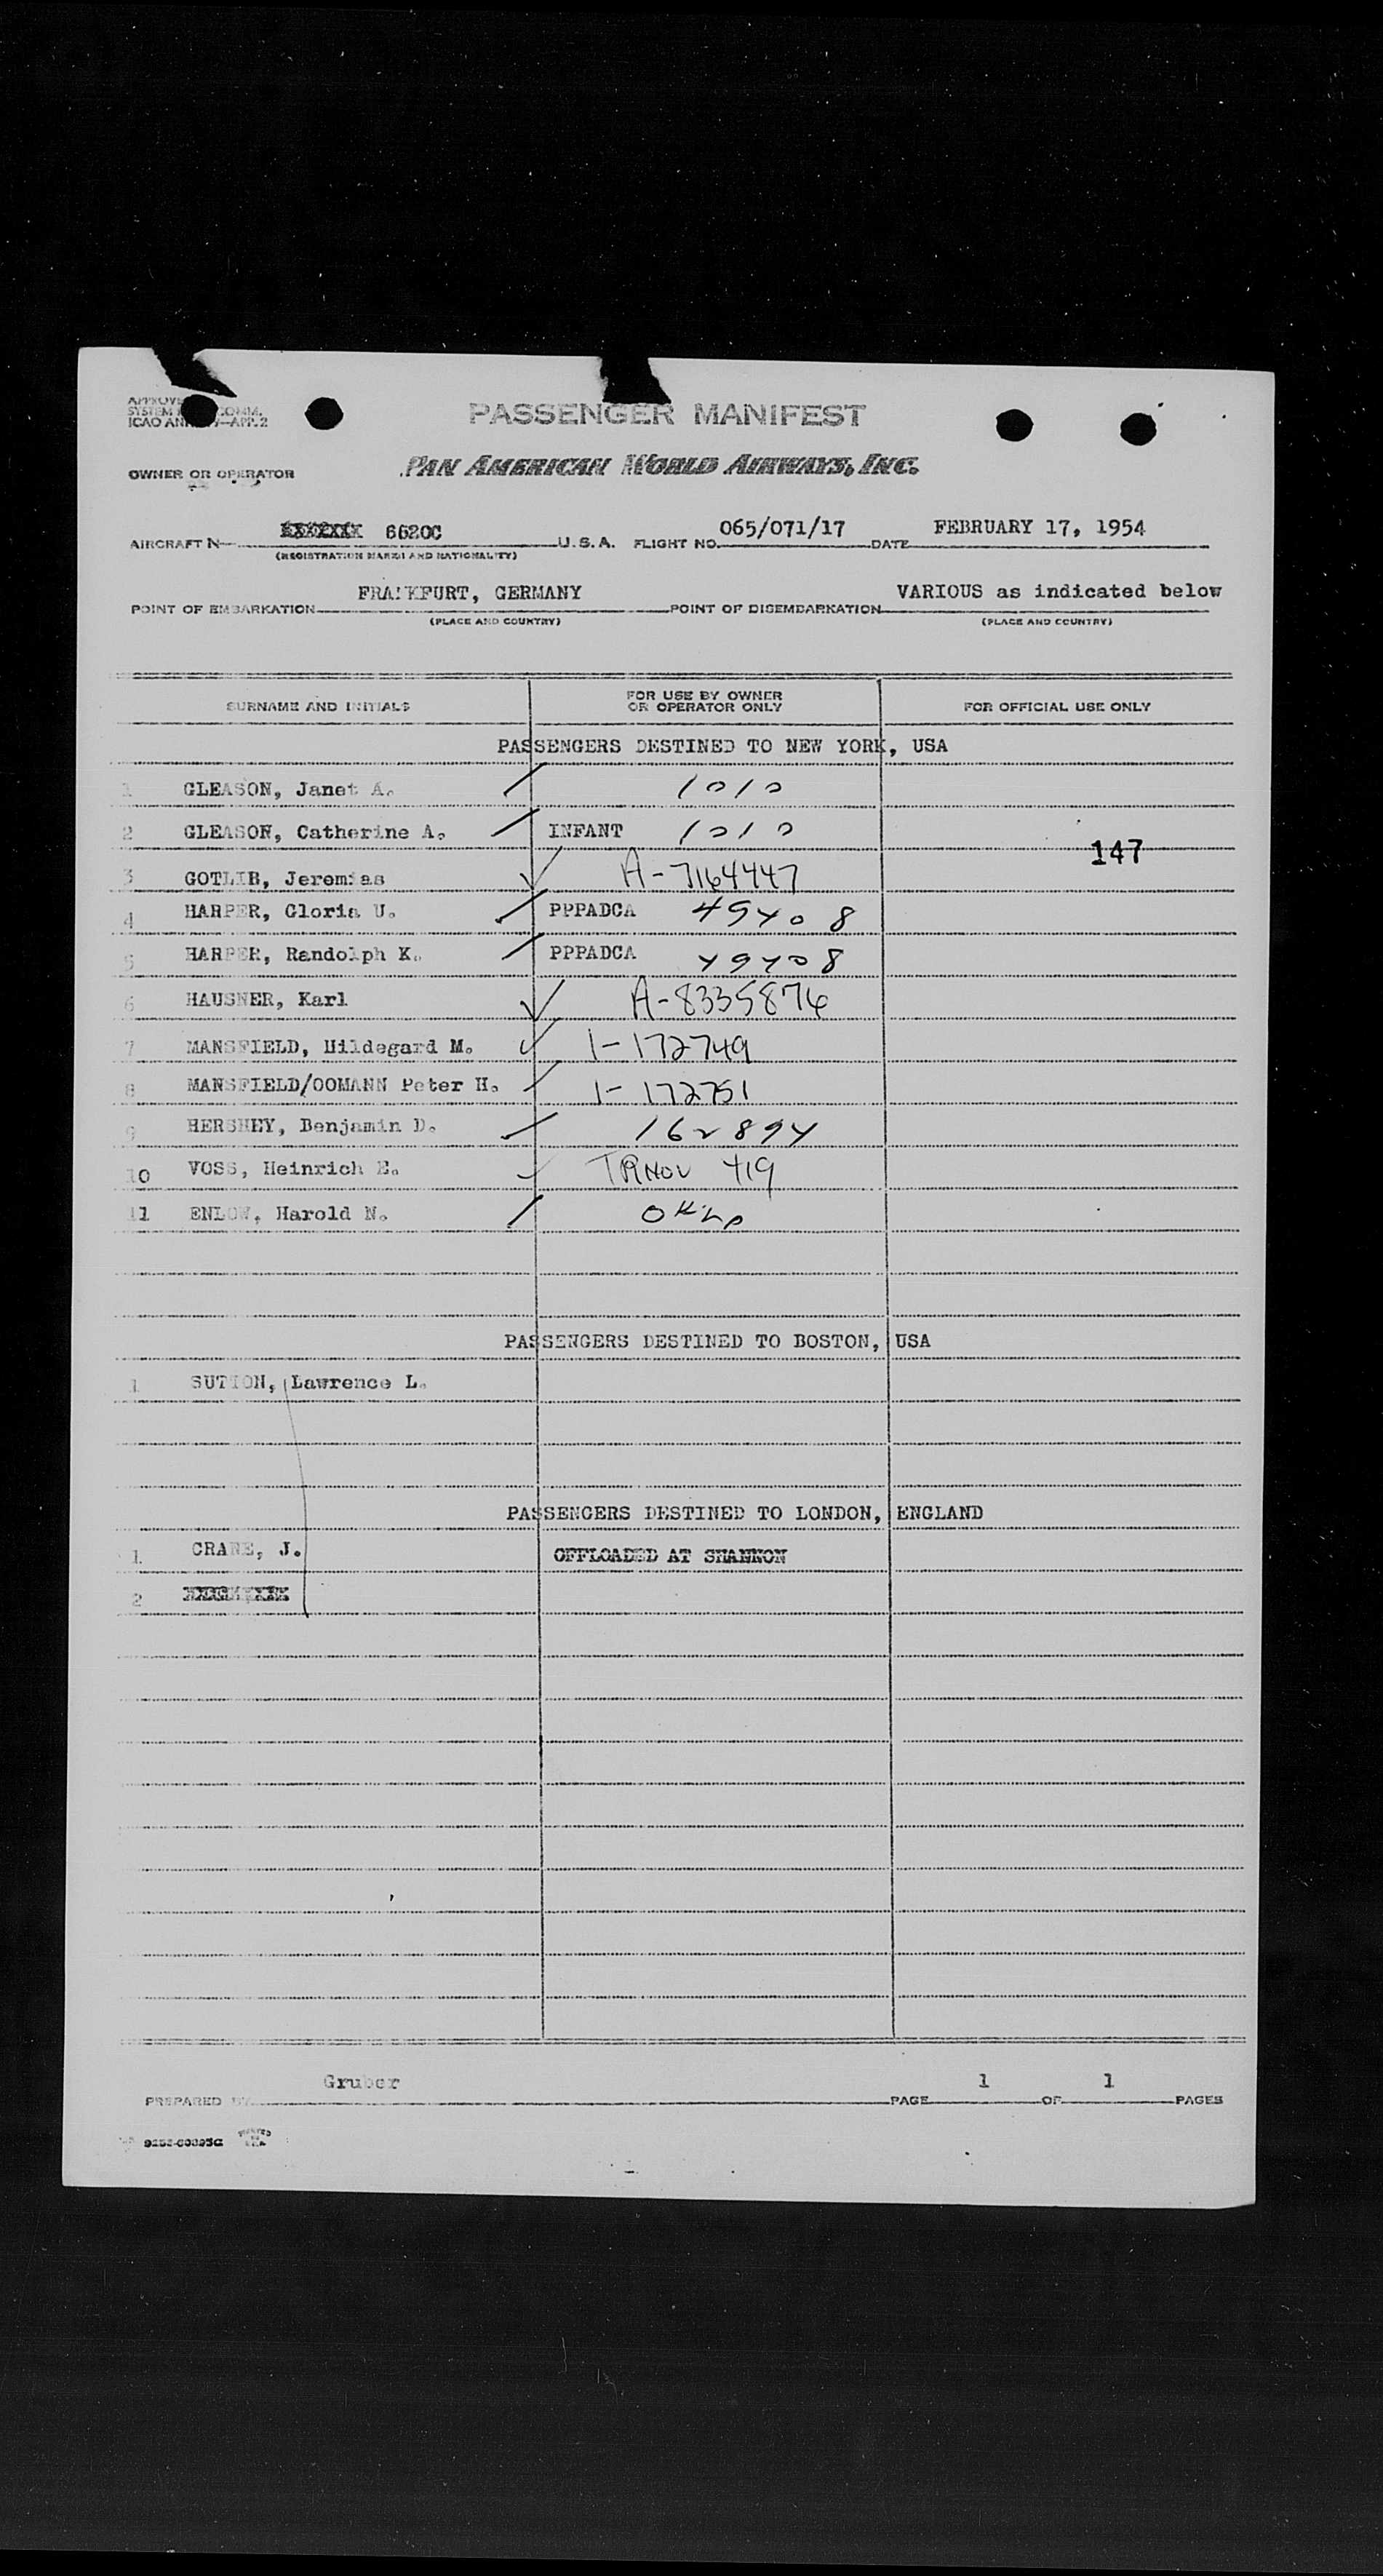 PASSENGER MANIFEST
OWNER OR OPERATOR PAN AMERICAN WORLD AIRWAYS, INC.
AIRCRAFT N 6620C U.S.A. FLIGHT NO. 065/071/17 DATE FEBRUARY 17, 1954
(REGISTRATION MARKS AND NATIONALITY)
POINT OF EMBARKATION FRANKFURT, GERMANY POINT OF DISEMBARKATION VARIOUS as indicated below
(PLACE AND COUNTRY) (PLACE AND COUNTRY)
SURNAME AND INITIALS FOR USE BY OWNER OR OPERATOR ONLY FOR OFFICIAL USE ONLY
PASSENGERS DESTINED TO NEW YORK, USA
1 GLEASON, Janet A. 1010
2 GLEASON, Catherine A. INFANT 1010
147
3 GOTLIB, Jeremias A-7164447
4 HARPER, Gloria U. PPPADCA
5 HARPER, Randolph K. PPPADCA
6 HAUSNER, Karl A-8335876
7 MANSFIELD, Hildegard M. 1-172749
8 MANSFIELD/OOMANN Peter H. 1-172751
9 HERSHEY, Benjamin D. 162894
10 VOSS, Heinrich E. 419
11 ENLOW, Harold N.
PASSENGERS DESTINED TO BOSTON, USA
1 SUTTON, Lawrence L.
PASSENGERS DESTINED TO LONDON, ENGLAND
1 CRANE, J. OFFLOADED AT SHANNON
2
PREPARED BY Gruber PAGE 1 OF 1 PAGES